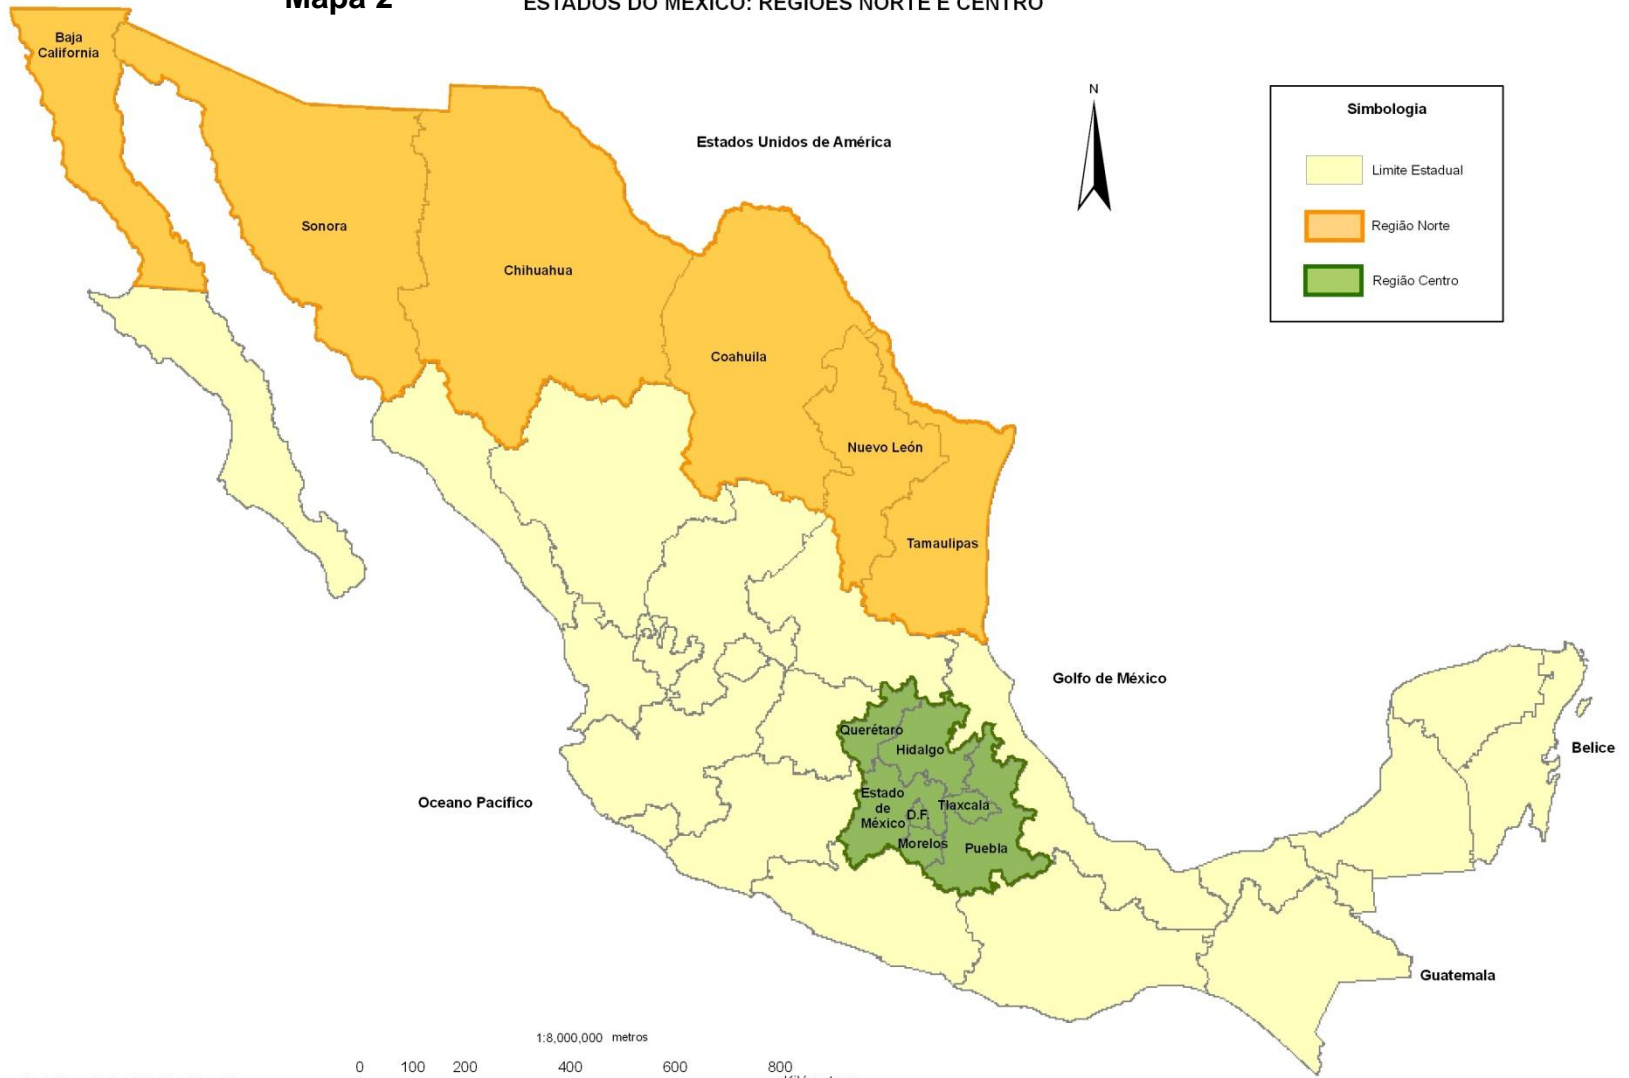 Mapa 2
ESTADOS DO MÉXICO: REGIÕES NORTE E CENTRO
Baja
California
N
Simbologia
Estados Unidos de América
Limite Estadual
Sonora
Região Norte
Chihuahua
Região Centro
Coahuila
Nuevo León
Tamaulipas
Golfo de México
Querétaro
Hidalgo
Belice
Estado
de
México
D.F.
Tlaxcala
Oceano Pacifico
Morelos
Puebla
Guatemala
1:8,000,000 metros
0 100 200 400 600 800